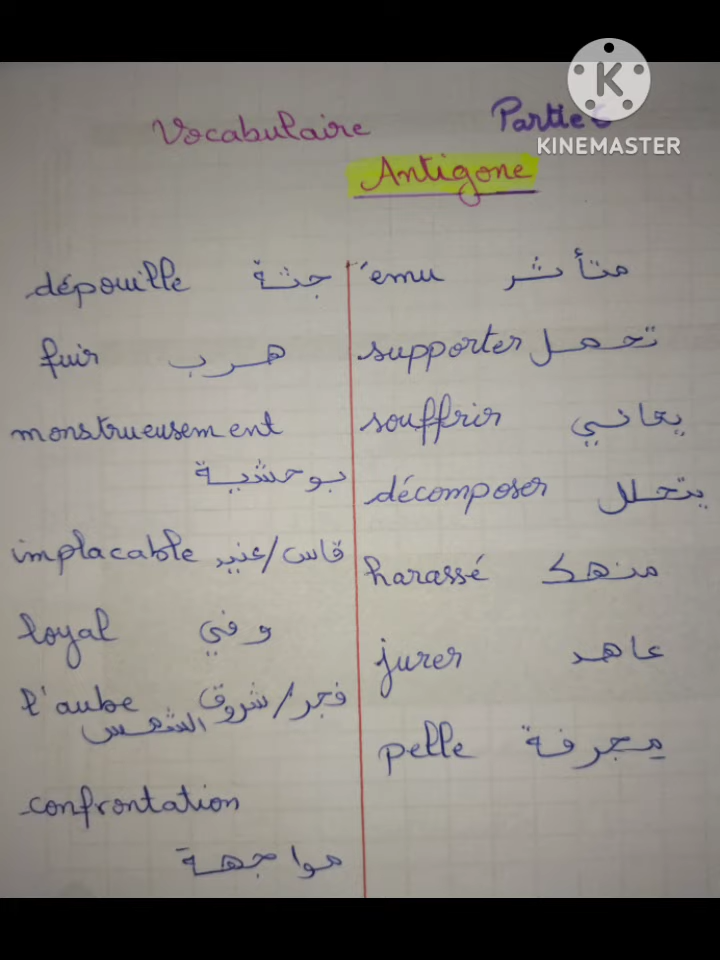 Vocabulaire Partie
KINEMASTER
Antigone
dépouille جثة
fuir هرب
monstrueusement
بوحشية
implacable قاس/عنيد
loyal وفي
l'aube فجر/شروق
الشمس
confrontation
مواجهة
ému متأثر
supporter تحمل
souffrir يعاني
décomposer يتحلل
harassé منهك
jurer عاهد
pelle مجرفة